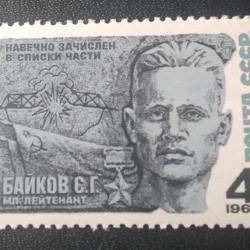 НАВЕЧНО ЗАЧИСЛЕН
В СПИСКИ ЧАСТИ
БАЙКОВ С.Г.
МЛ. ЛЕЙТЕНАНТ
ПОЧТА СССР
4
196